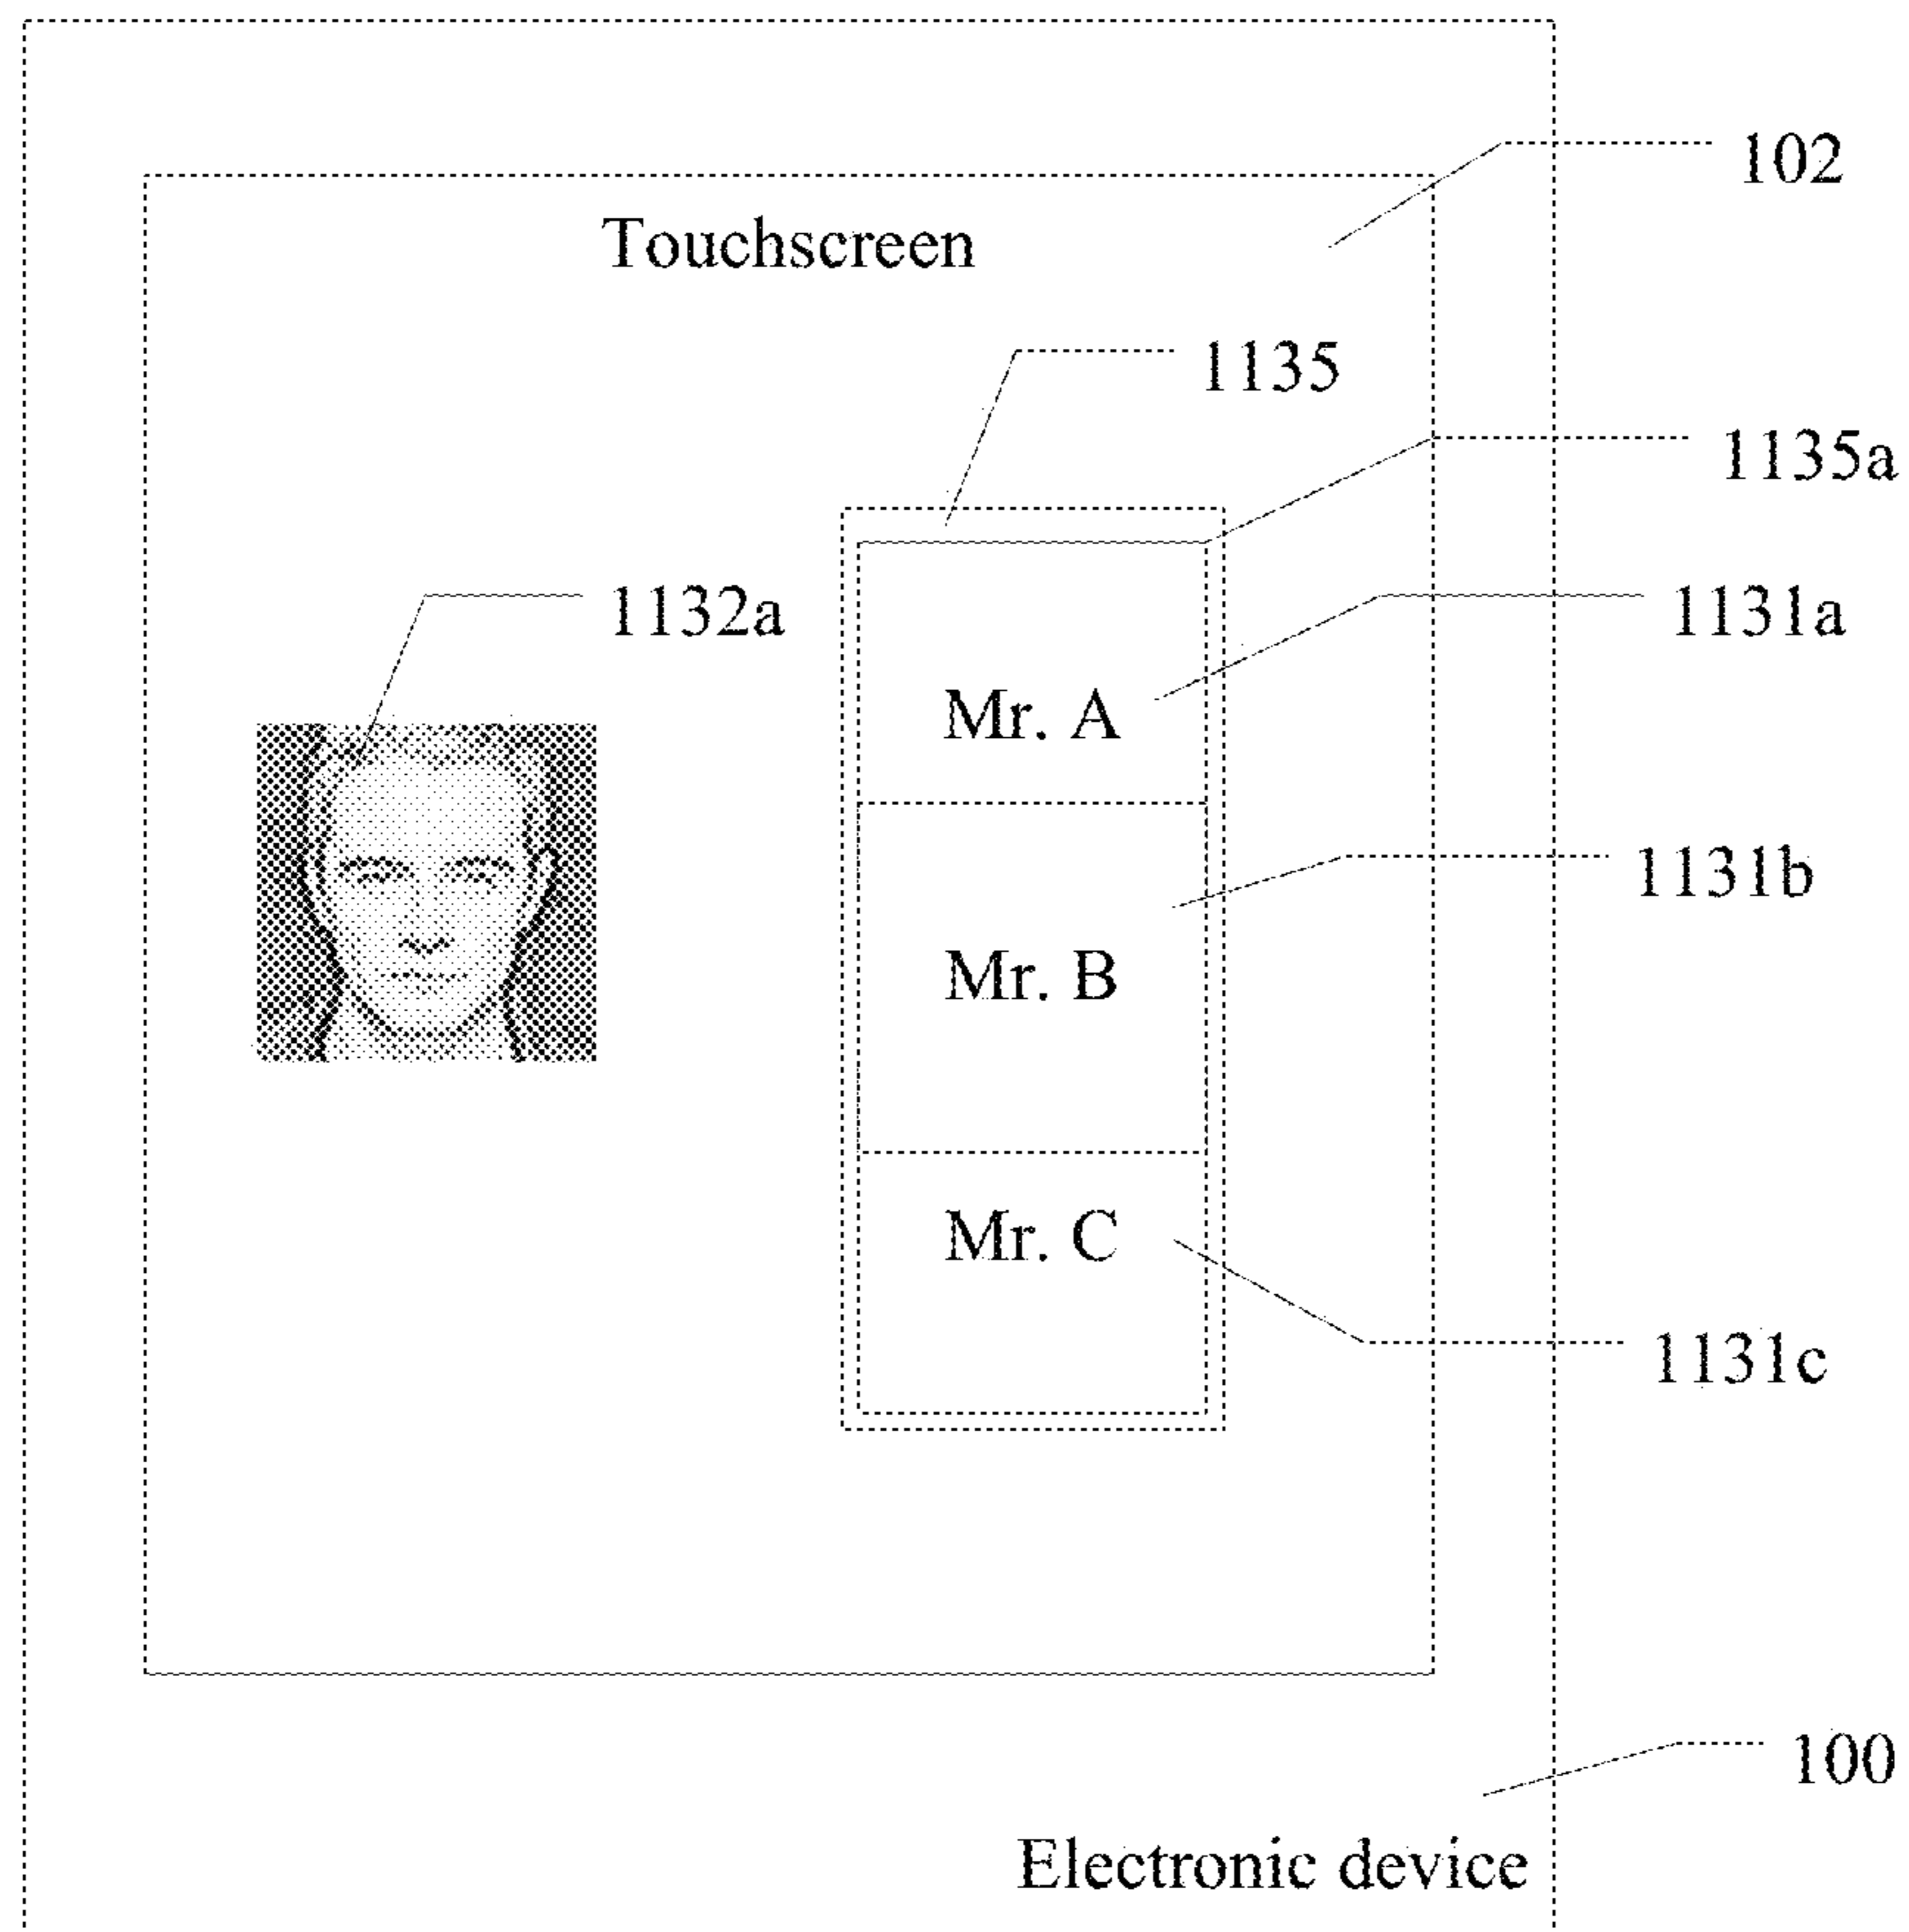 102
Touchscreen
1135
1135a
1132a
1131a
Mr. A
1131b
Mr. B
Mr. C
1131c
100
Electronic device